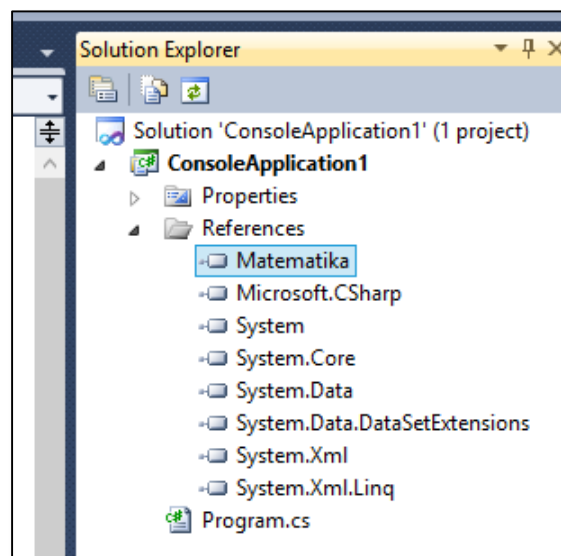 Solution Explorer
Solution 'ConsoleApplication1' (1 project)
ConsoleApplication1
Properties
References
Matematika
Microsoft.CSharp
System
System.Core
System.Data
System.Data.DataSetExtensions
System.Xml
System.Xml.Linq
Program.cs